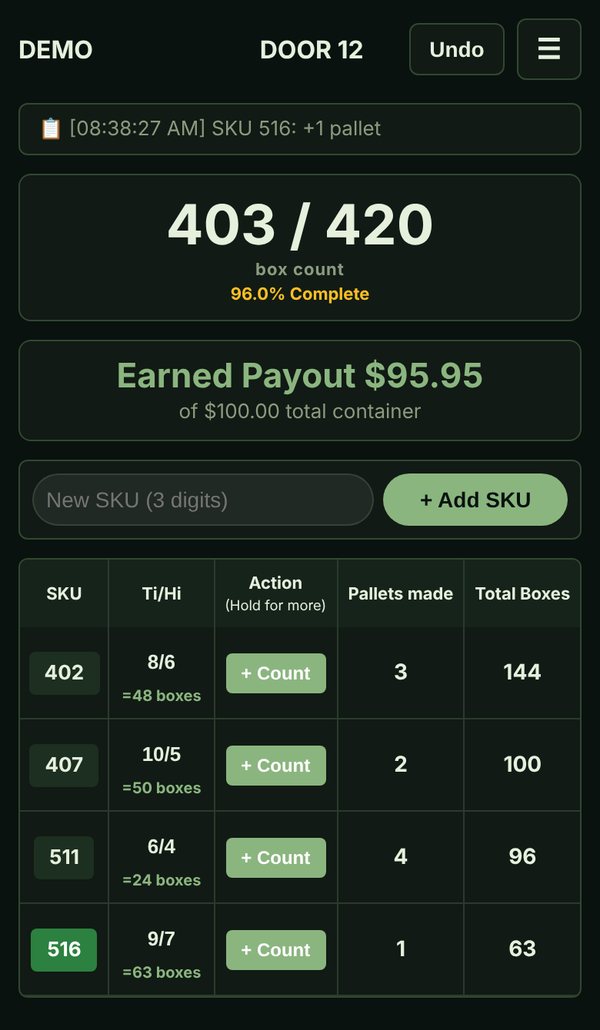 DEMO
DOOR 12
Undo
[08:38:27 AM] SKU 516: +1 pallet
403 / 420
box count
96.0% Complete
Earned Payout $95.95
of $100.00 total container
New SKU (3 digits)
+ Add SKU
SKU
Ti/Hi
Action
(Hold for more)
Pallets made
Total Boxes
402
8/6
=48 boxes
+ Count
3
144
407
10/5
=50 boxes
+ Count
2
100
511
6/4
=24 boxes
+ Count
4
96
516
9/7
=63 boxes
+ Count
1
63